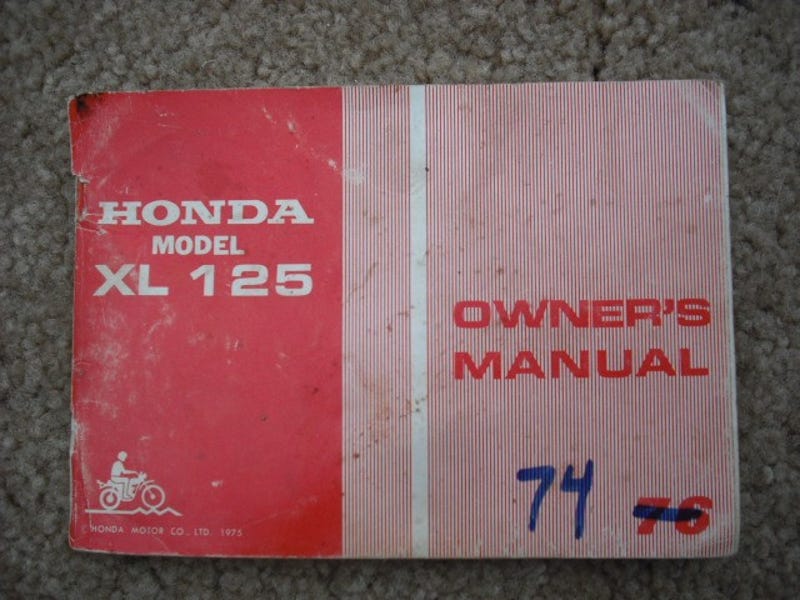 HONDA
MODEL
XL 125
HONDA MOTOR CO., LTD. 1975
OWNER'S
MANUAL
74 76